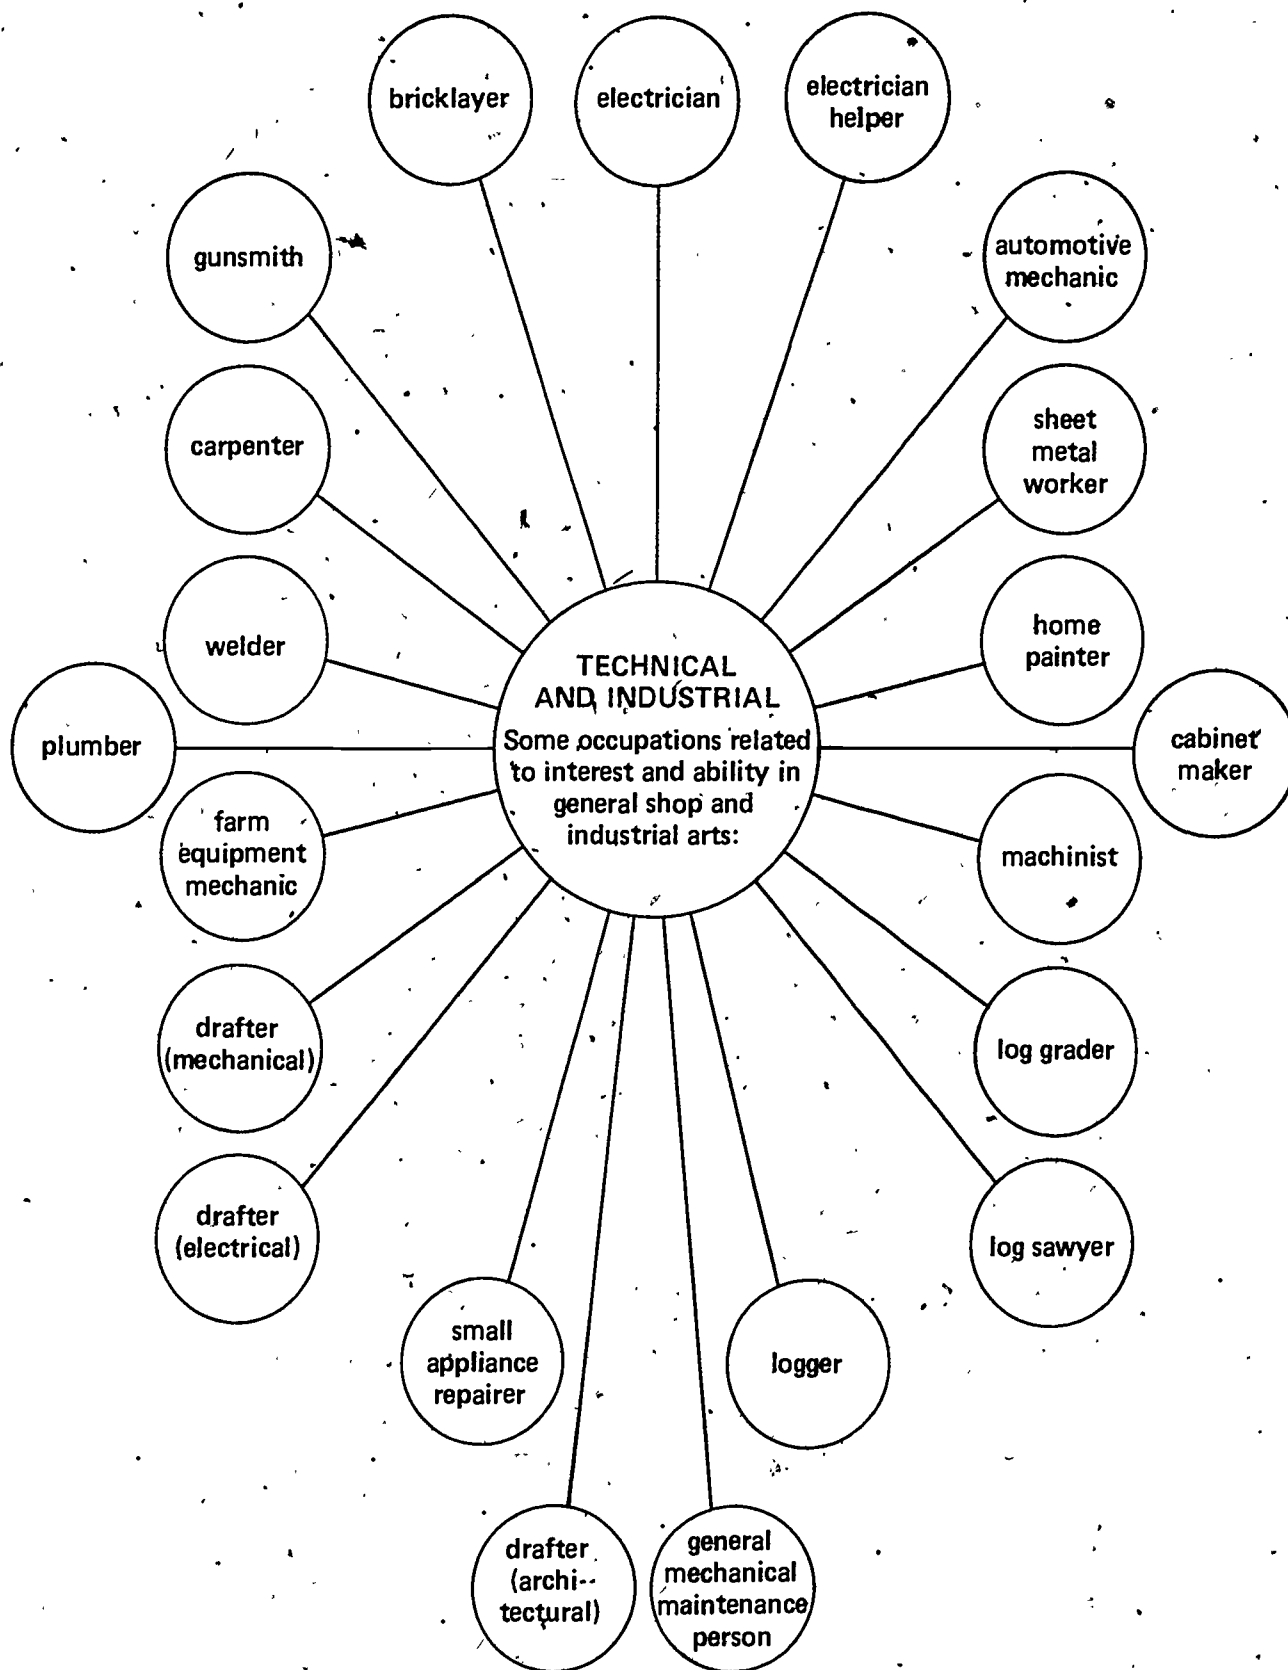 bricklayer
electrician
electrician
helper
gunsmith
automotive
mechanic
carpenter
sheet
metal
worker
welder
home
painter
plumber
TECHNICAL
AND INDUSTRIAL
Some occupations related
to interest and ability in
general shop and
industrial arts:
cabinet
maker
farm
equipment
mechanic
machinist
drafter
(mechanical)
log grader
drafter
(electrical)
log sawyer
small
appliance
repairer
logger
drafter
(archi-
tectural)
general
mechanical
maintenance
person